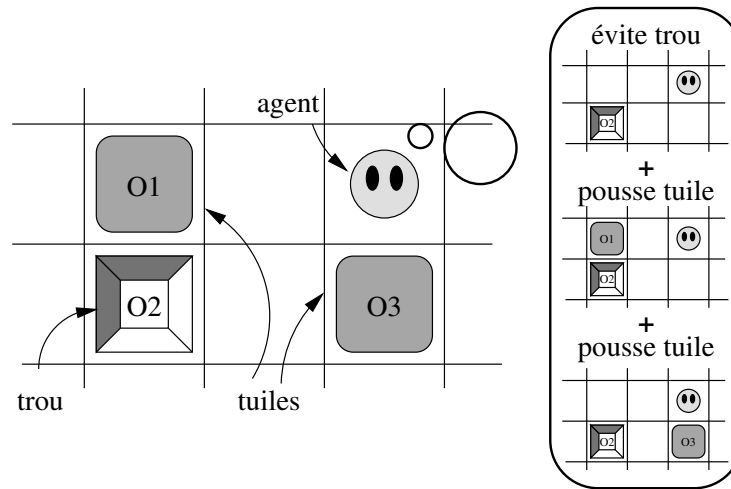 agent
O1
O2
O3
trou
tuiles
évite trou
O2
+
pousse tuile
O1
O2
+
pousse tuile
O2
O3